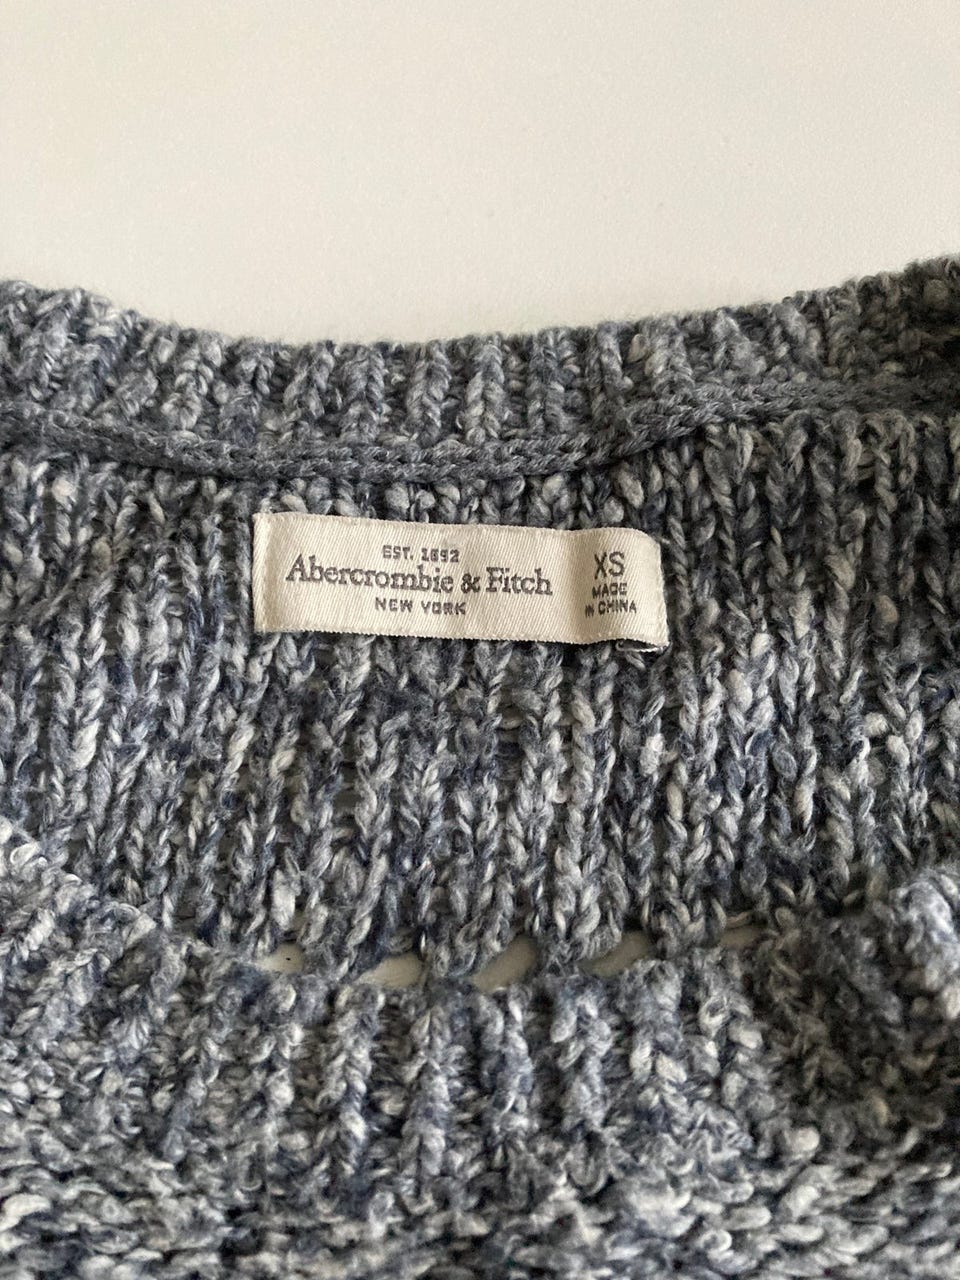 EST. 1892
Abercrombie & Fitch
NEW YORK
XS
MADE
IN CHINA